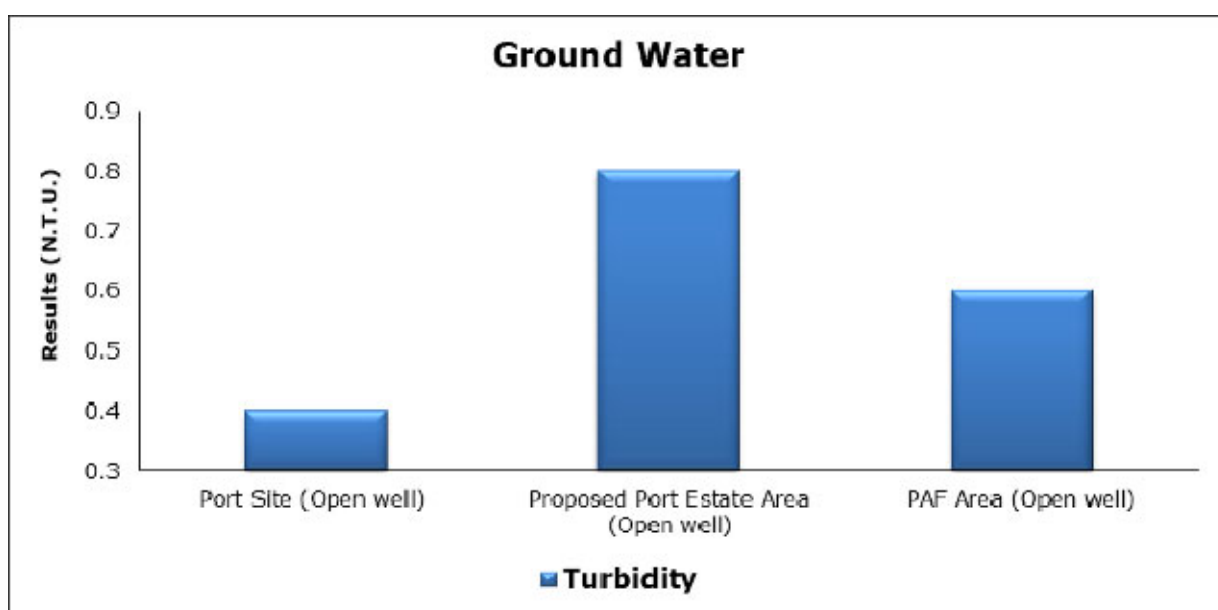 Ground Water
Results (N.T.U.)
0.9
0.8
0.7
0.6
0.5
0.4
0.3
Port Site (Open well)
Proposed Port Estate Area
(Open well)
PAF Area (Open well)
Turbidity